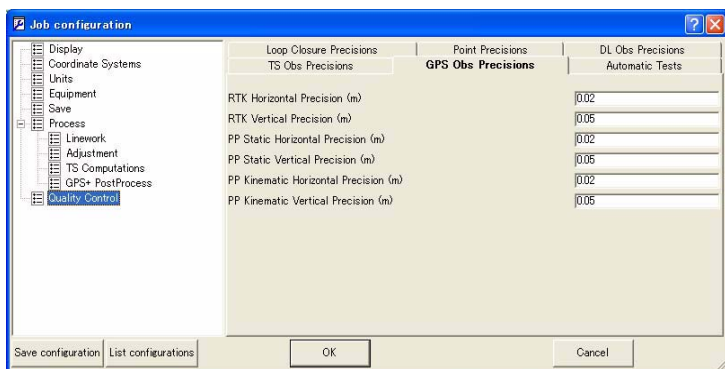 Job configuration
Display
Coordinate Systems
Units
Equipment
Save
Process
Linework
Adjustment
TS Computations
GPS+ PostProcess
Quality Control
Loop Closure Precisions
Point Precisions
DL Obs Precisions
TS Obs Precisions
GPS Obs Precisions
Automatic Tests
RTK Horizontal Precision (m) 0.02
RTK Vertical Precision (m) 0.05
PP Static Horizontal Precision (m) 0.02
PP Static Vertical Precision (m) 0.05
PP Kinematic Horizontal Precision (m) 0.02
PP Kinematic Vertical Precision (m) 0.05
Save configuration
List configurations
OK
Cancel